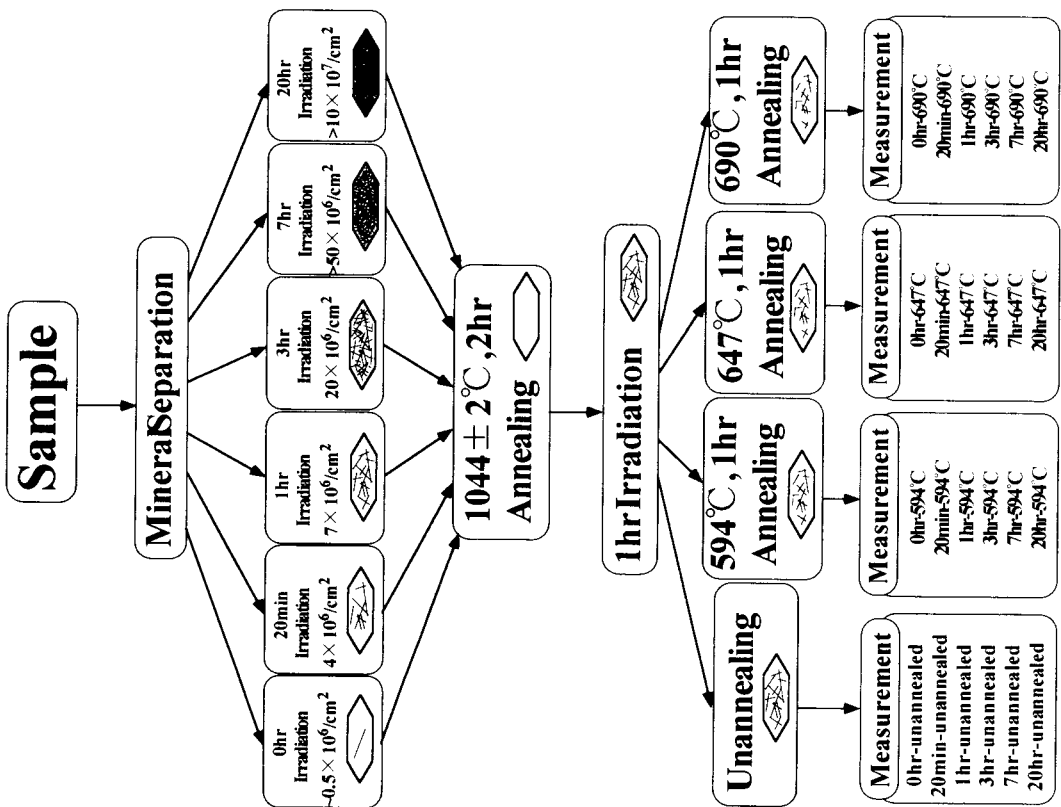 Sample
MineralSeparation
0hr
Irradiation
~0.5×10⁶/cm²
20min
Irradiation
4×10⁶/cm²
1hr
Irradiation
7×10⁶/cm²
3hr
Irradiation
20×10⁶/cm²
7hr
Irradiation
>50×10⁶/cm²
20hr
Irradiation
>10×10⁷/cm²
1044±2℃,2hr
Annealing
1hrIrradiation
Unannealing
594℃,1hr
Annealing
647℃,1hr
Annealing
690℃,1hr
Annealing
Measurement
0hr-unannealed
20min-unannealed
1hr-unannealed
3hr-unannealed
7hr-unannealed
20hr-unannealed
Measurement
0hr-594℃
20min-594℃
1hr-594℃
3hr-594℃
7hr-594℃
20hr-594℃
Measurement
0hr-647℃
20min-647℃
1hr-647℃
3hr-647℃
7hr-647℃
20hr-647℃
Measurement
0hr-690℃
20min-690℃
1hr-690℃
3hr-690℃
7hr-690℃
20hr-690℃